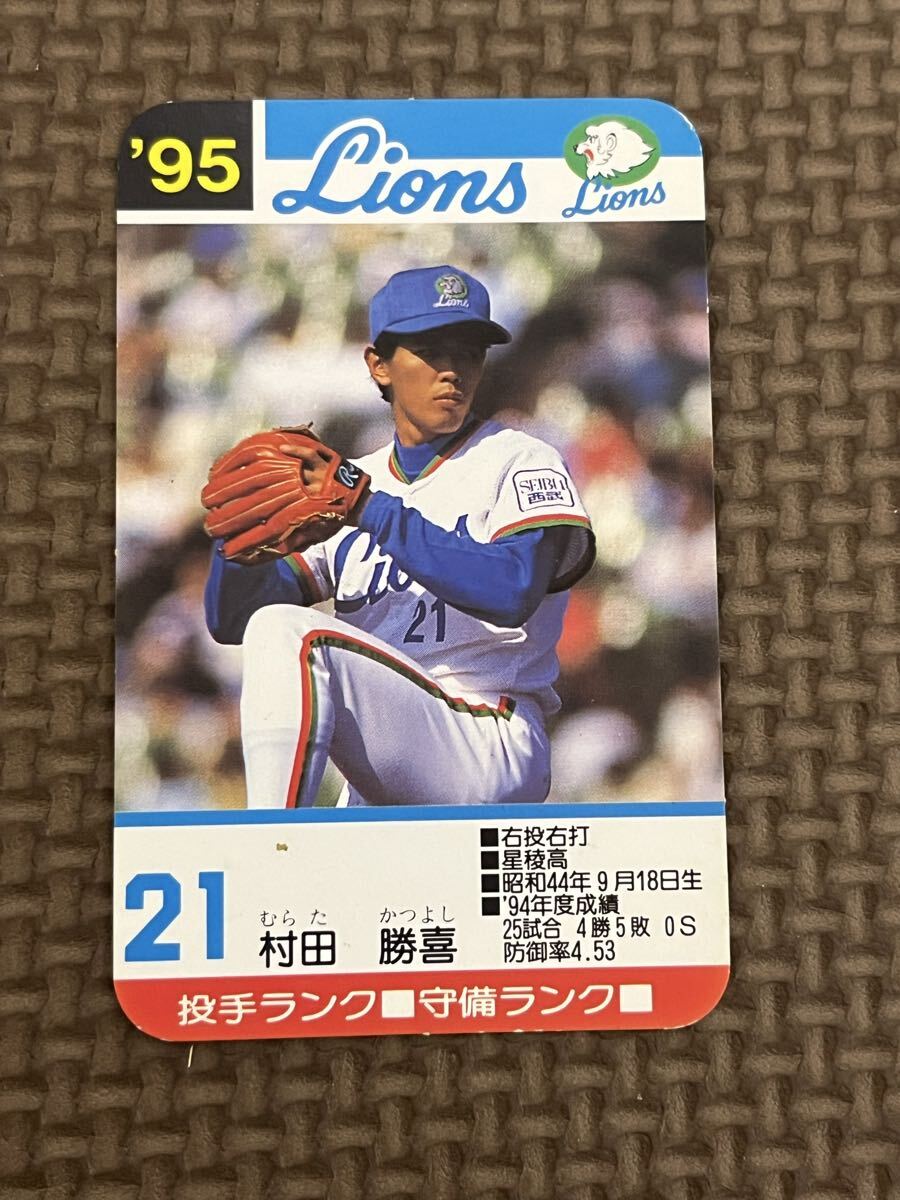 '95
Lions
Lions
Lions
R
SEIBU
西武
21
21
むらた かつよし
村田 勝喜
■右投右打
■星稜高
■昭和44年9月18日生
■'94年度成績
25試合 4勝5敗 0S
防御率4.53
投手ランク■守備ランク■